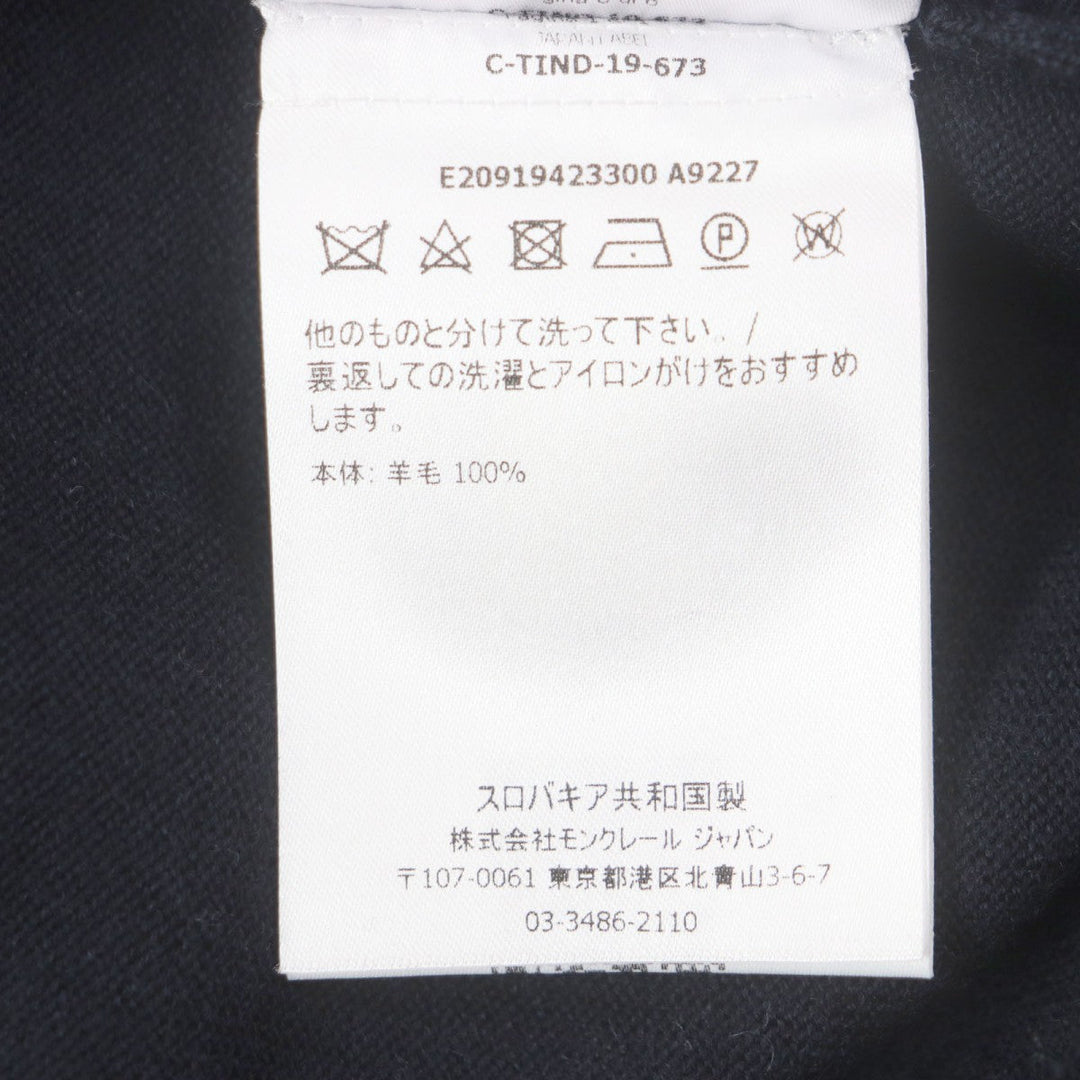 JAPAN LABEL
C-TIND-19-673
E20919423300 A9227
P
W
他のものと分けて洗って下さい。/
裏返しての洗濯とアイロンがけをおすすめ
します。
本体: 羊毛 100%
スロバキア共和国製
株式会社モンクレール ジャパン
〒107-0061 東京都港区北青山3-6-7
03-3486-2110